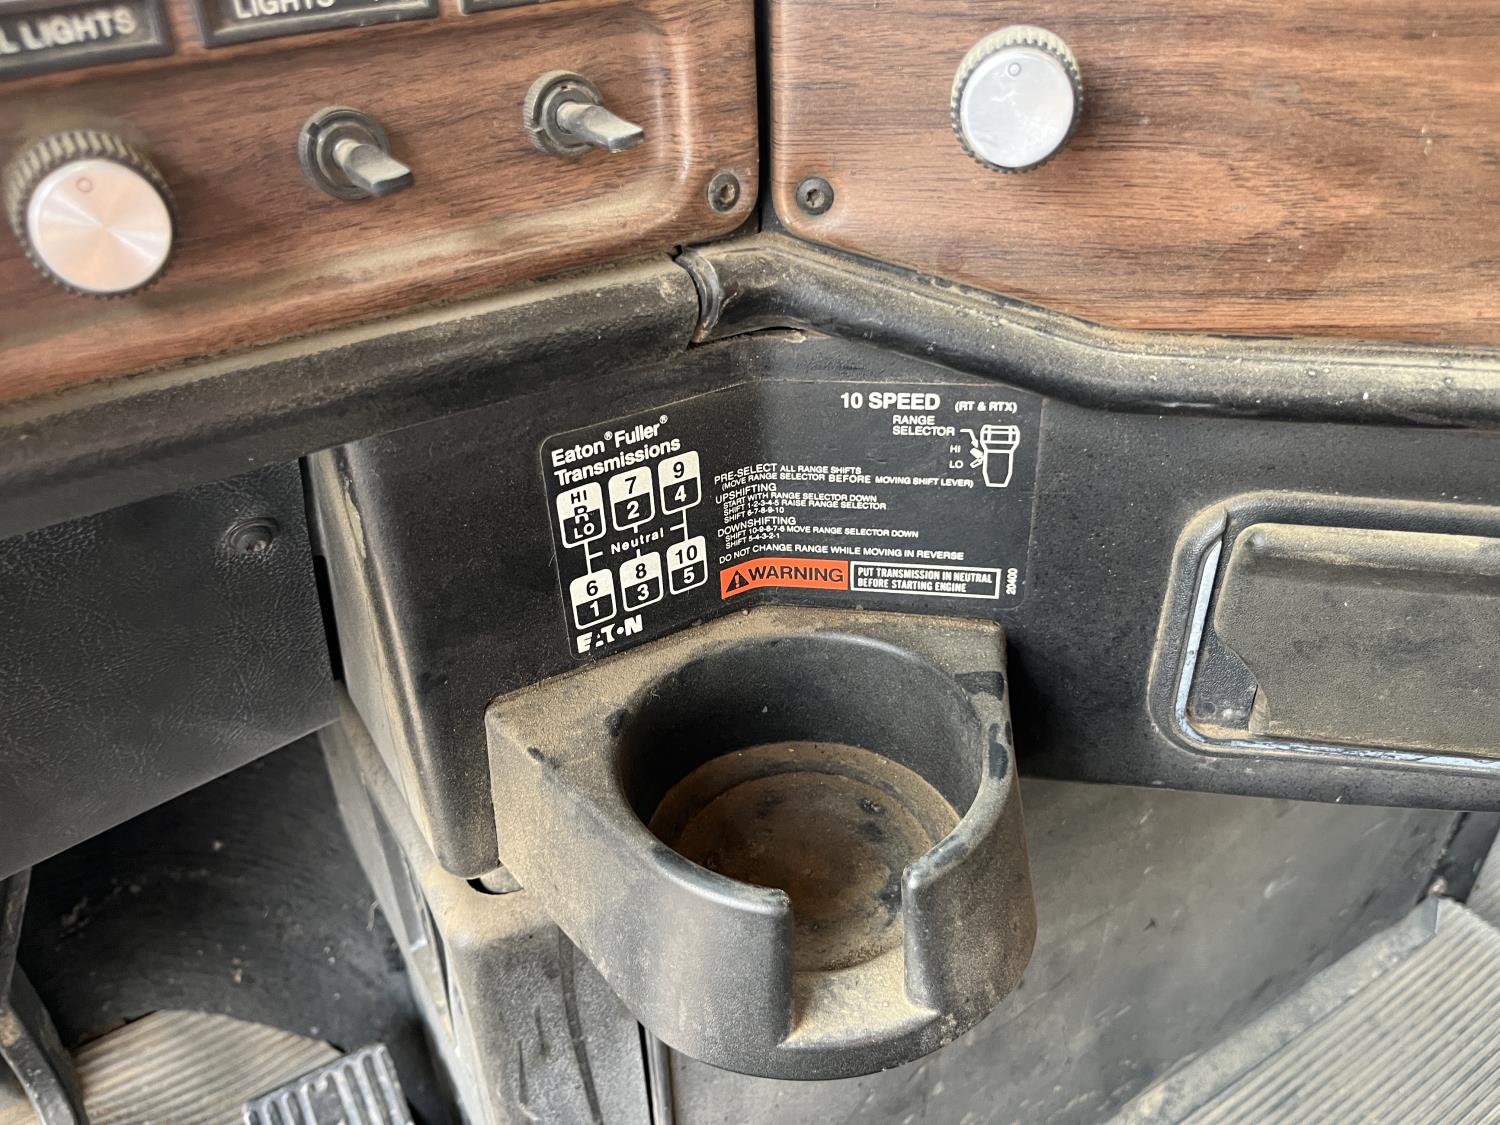 L LIGHTS
LIGHTS
Eaton® Fuller®
Transmissions
HI
R
LO
7
2
9
4
Neutral
6
1
8
3
10
5
EATON
10 SPEED (RT & RTX)
RANGE
SELECTOR
HI
LO
PRE-SELECT ALL RANGE SHIFTS
(MOVE RANGE SELECTOR BEFORE MOVING SHIFT LEVER)
UPSHIFTING
START WITH RANGE SELECTOR DOWN
SHIFT 1-2-3-4-5 RAISE RANGE SELECTOR
SHIFT 6-7-8-9-10
DOWNSHIFTING
SHIFT 10-9-8-7-6 MOVE RANGE SELECTOR DOWN
SHIFT 5-4-3-2-1
DO NOT CHANGE RANGE WHILE MOVING IN REVERSE
WARNING
PUT TRANSMISSION IN NEUTRAL
BEFORE STARTING ENGINE
20400